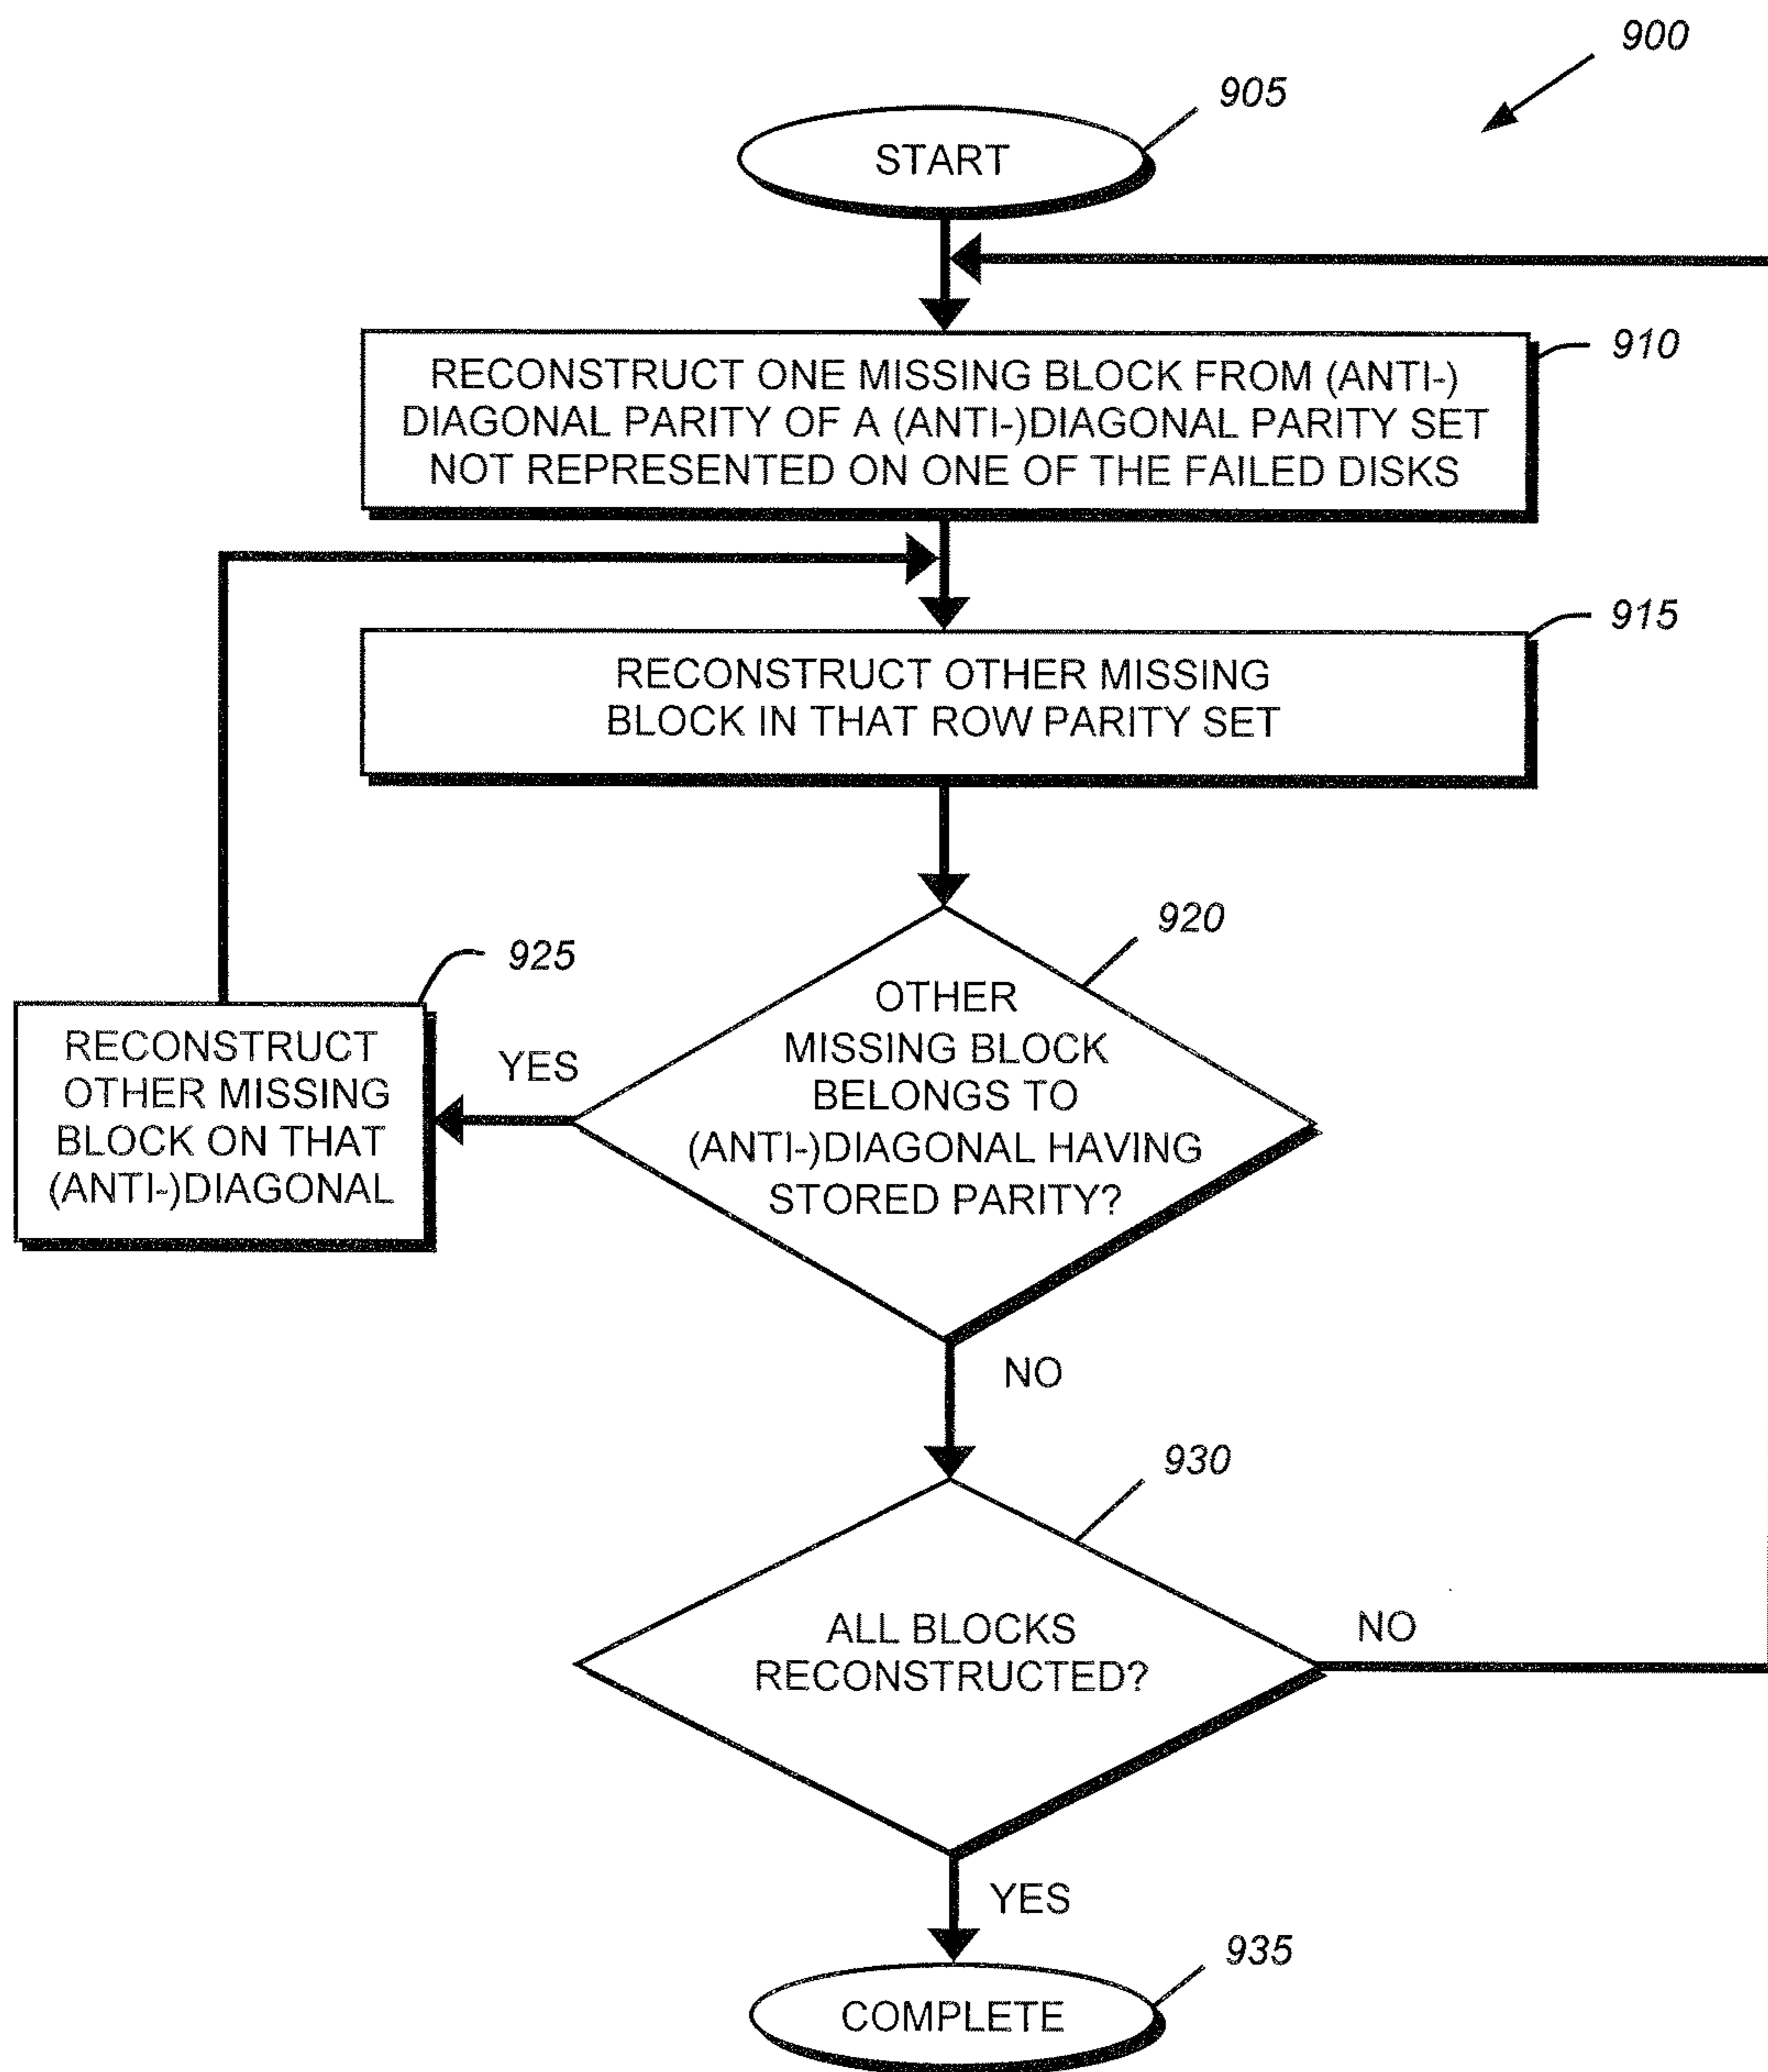 900
905
START
RECONSTRUCT ONE MISSING BLOCK FROM (ANTI-)
DIAGONAL PARITY OF A (ANTI-)DIAGONAL PARITY SET
NOT REPRESENTED ON ONE OF THE FAILED DISKS
910
915
RECONSTRUCT OTHER MISSING
BLOCK IN THAT ROW PARITY SET
920
OTHER
MISSING BLOCK
BELONGS TO
(ANTI-)DIAGONAL HAVING
STORED PARITY?
YES
925
RECONSTRUCT
OTHER MISSING
BLOCK ON THAT
(ANTI-)DIAGONAL
NO
930
ALL BLOCKS
RECONSTRUCTED?
NO
YES
935
COMPLETE